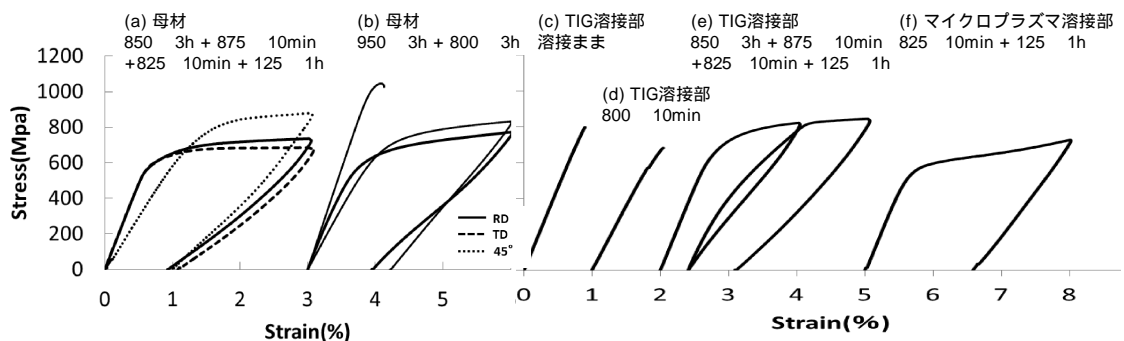 (a) 母材
850 3h + 875 10min
+825 10min + 125 1h
(b) 母材
950 3h + 800 3h
(c) TIG溶接部
溶接まま
(d) TIG溶接部
800 10min
(e) TIG溶接部
850 3h + 875 10min
+825 10min + 125 1h
(f) マイクロプラズマ溶接部
825 10min + 125 1h
Stress(Mpa)
1200
1000
800
600
400
200
0
RD
TD
45°
0 1 2 3 4 5
Strain(%)
0 1 2 3 4 5 6 7 8
Strain(%)